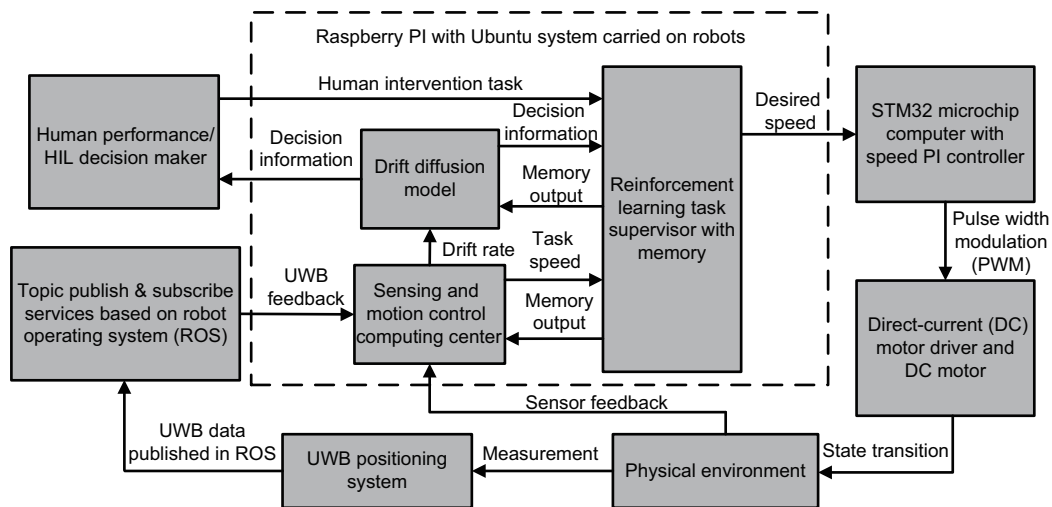 Raspberry PI with Ubuntu system carried on robots
Human performance/
HIL decision maker
Human intervention task
Decision
information
Drift diffusion
model
Decision
information
Memory
output
Reinforcement
learning task
supervisor with
memory
Desired
speed
STM32 microchip
computer with
speed PI controller
Pulse width
modulation
(PWM)
Topic publish & subscribe
services based on robot
operating system (ROS)
UWB
feedback
Drift rate
Sensing and
motion control
computing center
Task
speed
Memory
output
Direct-current (DC)
motor driver and
DC motor
Sensor feedback
UWB data
published in ROS
UWB positioning
system
Measurement
Physical environment
State transition